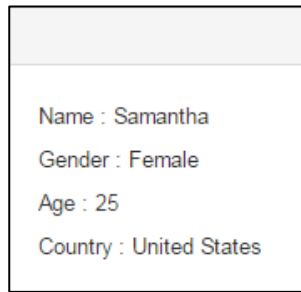 Name : Samantha
Gender : Female
Age : 25
Country : United States